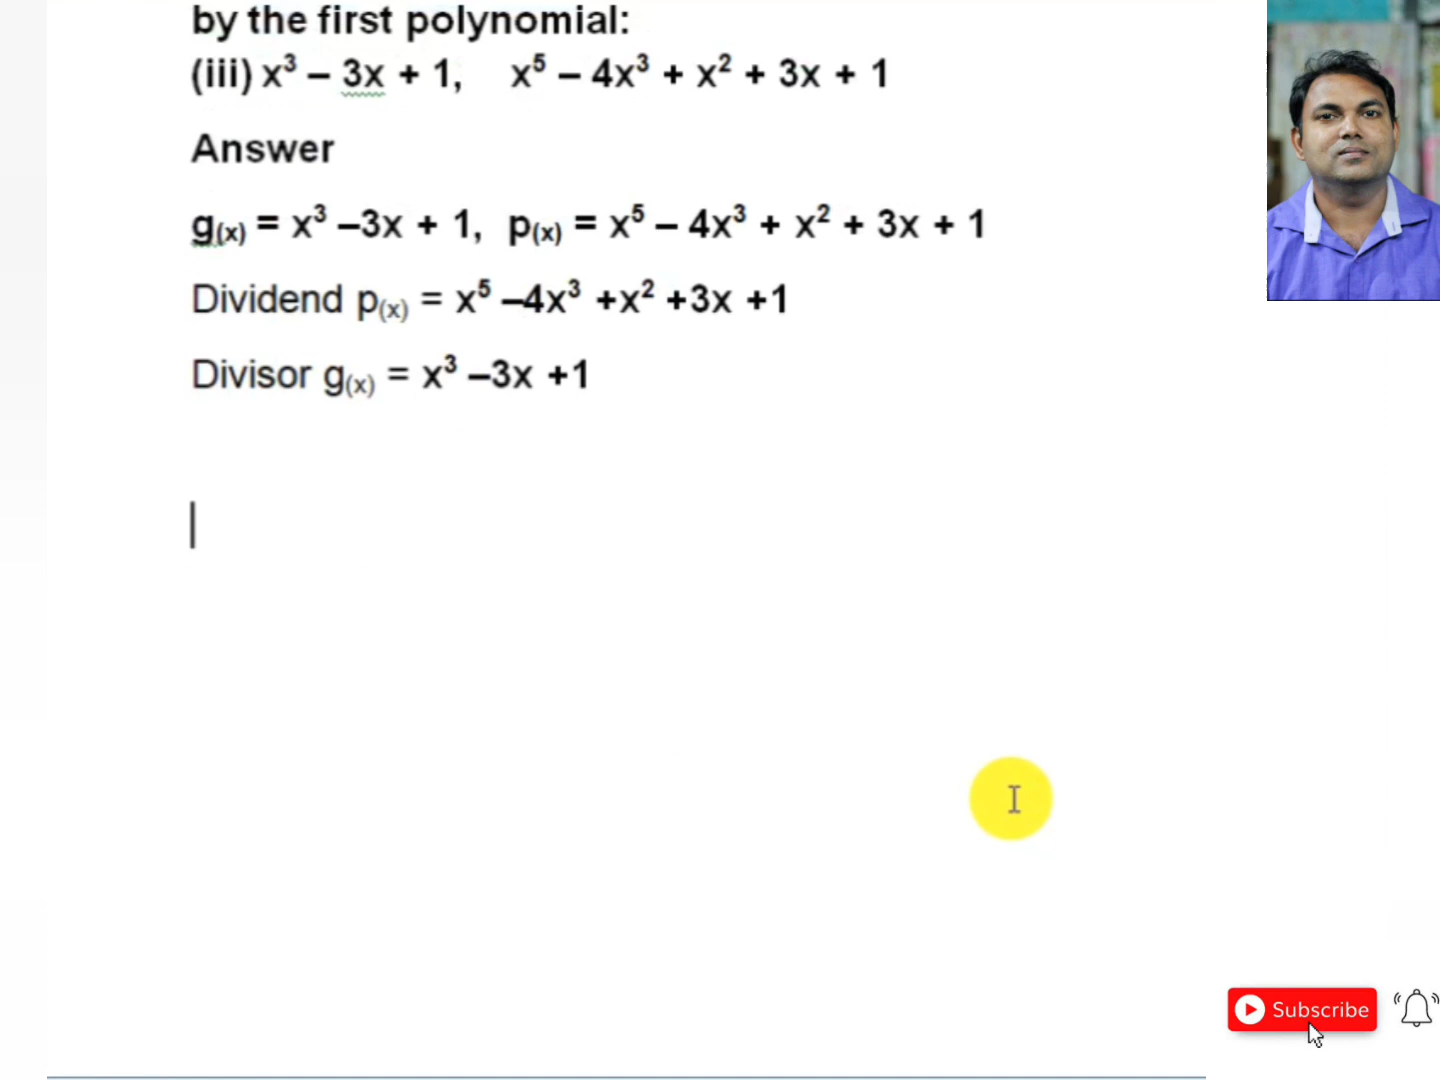 by the first polynomial:
(iii) x³ – 3x + 1, x⁵ – 4x³ + x² + 3x + 1
Answer
g₍ₓ₎ = x³ –3x + 1, p₍ₓ₎ = x⁵ – 4x³ + x² + 3x + 1
Dividend p₍ₓ₎ = x⁵ –4x³ +x² +3x +1
Divisor g₍ₓ₎ = x³ –3x +1
Subscribe